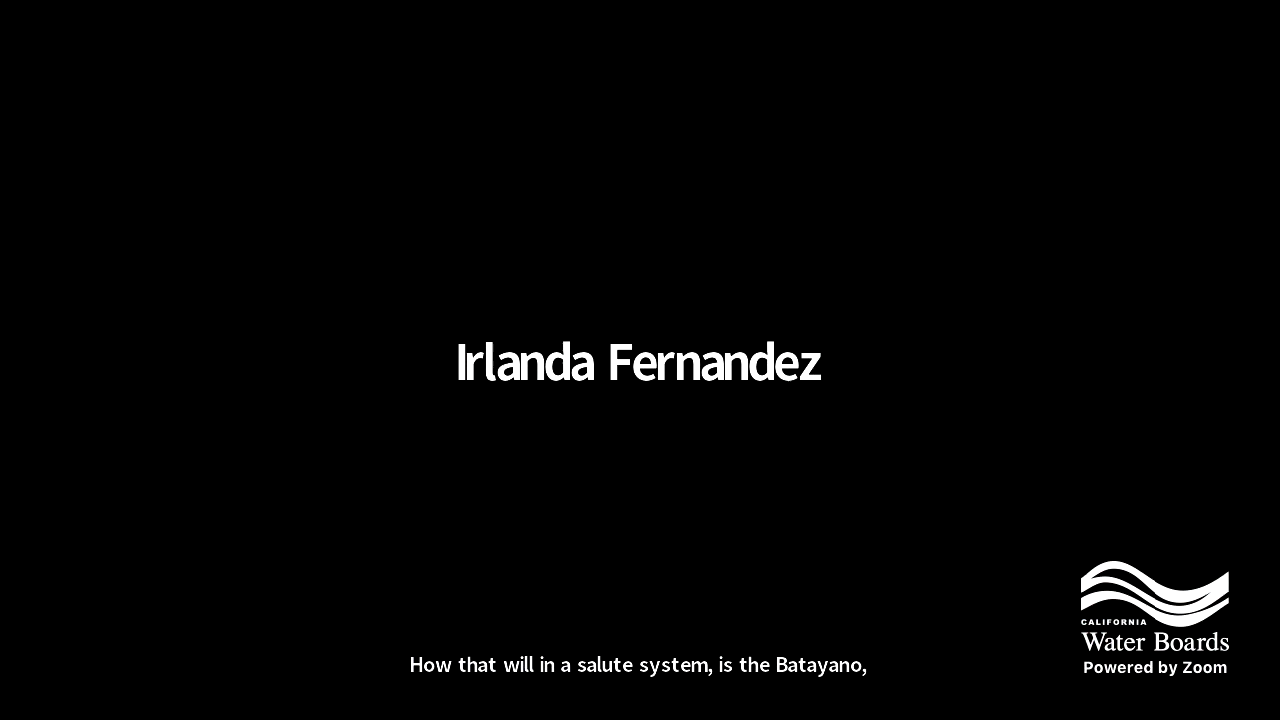 Irlanda Fernandez
CALIFORNIA
Water Boards
How that will in a salute system, is the Batayano,
Powered by Zoom